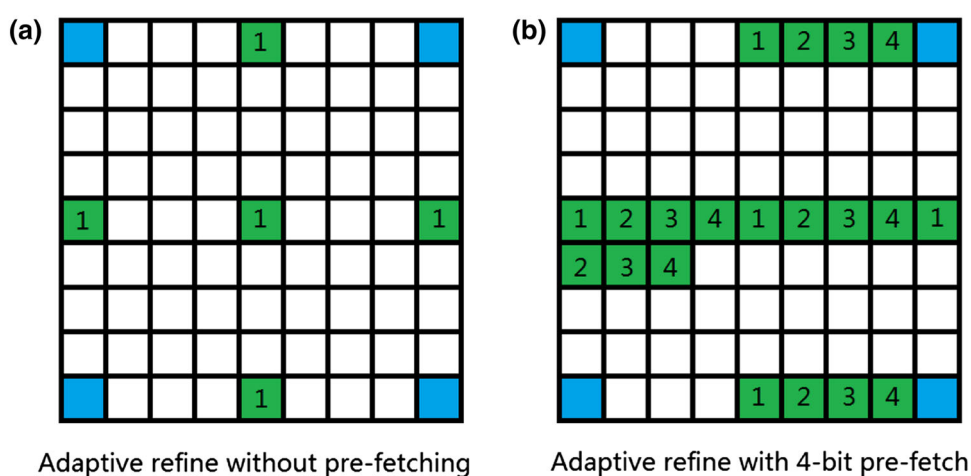 (a)
1
1 1 1
1
Adaptive refine without pre-fetching
(b)
1 2 3 4
1 2 3 4 1 2 3 4 1
2 3 4
1 2 3 4
Adaptive refine with 4-bit pre-fetch